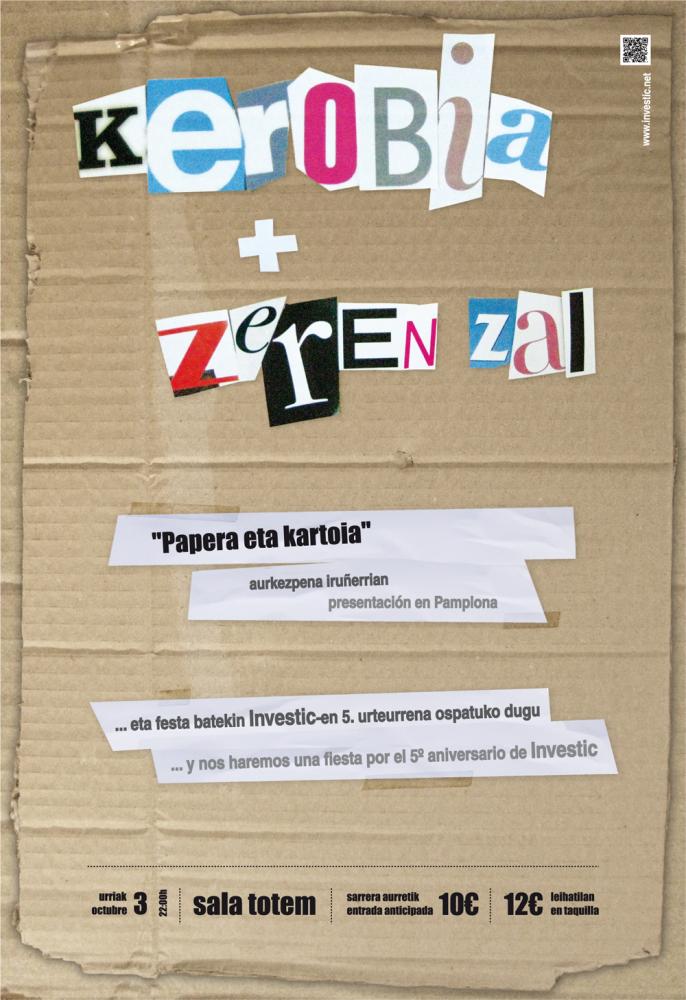 kerobia
+
zeren zal
"Papera eta kartoia"
aurkezpena iruñerrian
presentación en Pamplona
... eta festa batekin Investic-en 5. urteurrena ospatuko dugu
... y nos haremos una fiesta por el 5º aniversario de Investic
urriak
octubre 3 22:00h
sala totem
sarrera aurretik
entrada anticipada 10€
12€ leihatilan
en taquilla
www.investic.net